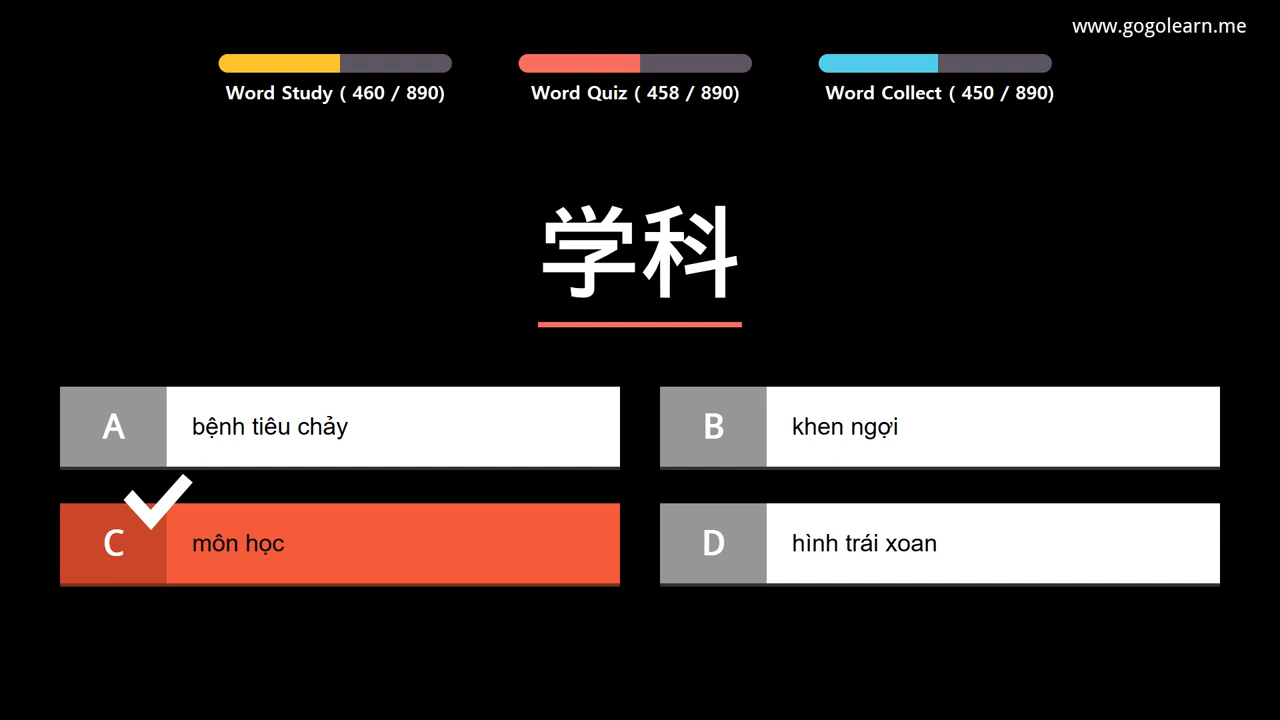 www.gogolearn.me
Word Study ( 460 / 890)
Word Quiz ( 458 / 890)
Word Collect ( 450 / 890)
学科
A bệnh tiêu chảy
B khen ngợi
C môn học
D hình trái xoan